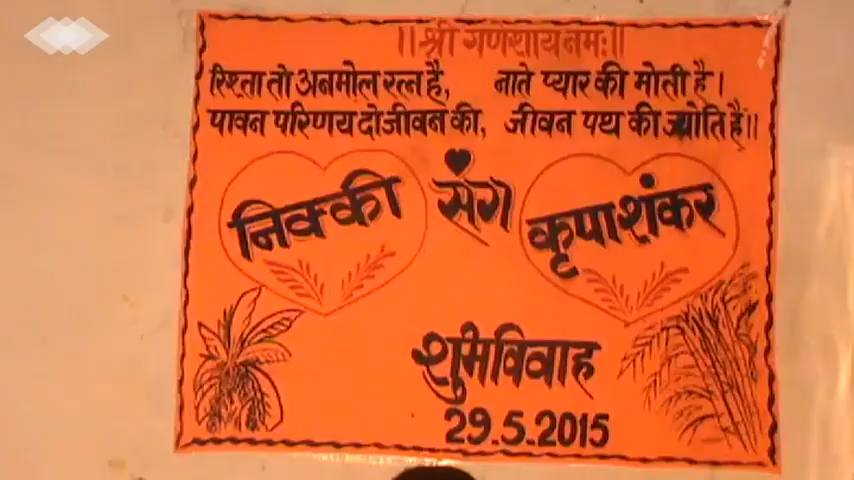 ||श्री गणेशाय नमः||
रिश्ता तो अनमोल रत्न है, नाते प्यार की मोती है।
पावन परिणय दो जीवन की, जीवन पथ की ज्योति है॥
निक्की संग कृपाशंकर
शुभविवाह
29.5.2015